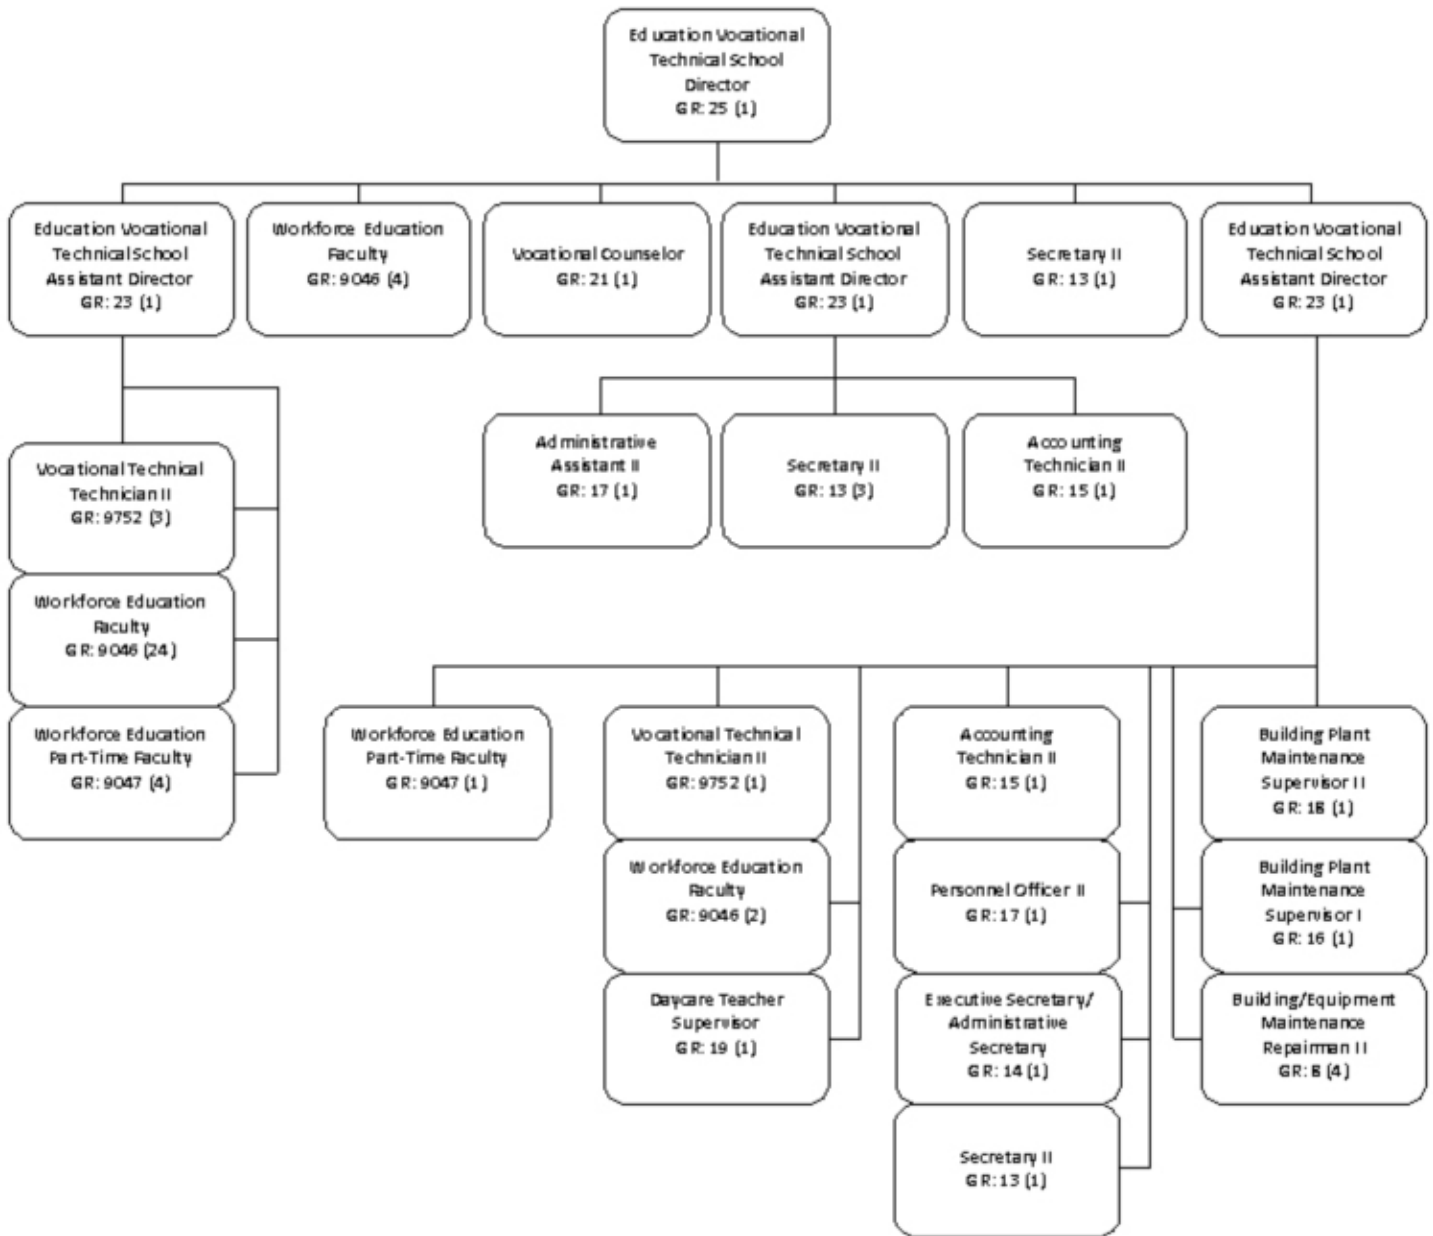 Education Vocational
Technical School
Director
GR: 25 (1)
Education Vocational
Technical School
Assistant Director
GR: 23 (1)
Workforce Education
Faculty
GR: 9046 (4)
Vocational Counselor
GR: 21 (1)
Education Vocational
Technical School
Assistant Director
GR: 23 (1)
Secretary II
GR: 13 (1)
Education Vocational
Technical School
Assistant Director
GR: 23 (1)
Vocational Technical
Technician II
GR: 9752 (3)
Workforce Education
Faculty
GR: 9046 (24)
Workforce Education
Part-Time Faculty
GR: 9047 (4)
Administrative
Assistant II
GR: 17 (1)
Secretary II
GR: 13 (3)
Accounting
Technician II
GR: 15 (1)
Workforce Education
Part-Time Faculty
GR: 9047 (1)
Vocational Technical
Technician II
GR: 9752 (1)
Workforce Education
Faculty
GR: 9046 (2)
Daycare Teacher
Supervisor
GR: 19 (1)
Accounting
Technician II
GR: 15 (1)
Personnel Officer II
GR: 17 (1)
Executive Secretary/
Administrative
Secretary
GR: 14 (1)
Secretary II
GR: 13 (1)
Building Plant
Maintenance
Supervisor II
GR: 18 (1)
Building Plant
Maintenance
Supervisor I
GR: 16 (1)
Building/Equipment
Maintenance
Repairman II
GR: 8 (4)